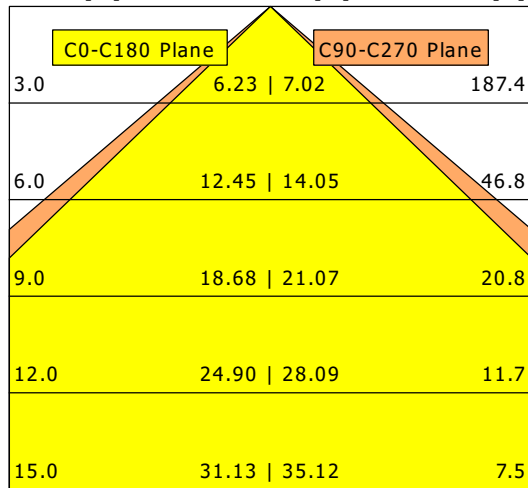 C0-C180 Plane C90-C270 Plane
3.0 6.23 | 7.02 187.4
6.0 12.45 | 14.05 46.8
9.0 18.68 | 21.07 20.8
12.0 24.90 | 28.09 11.7
15.0 31.13 | 35.12 7.5